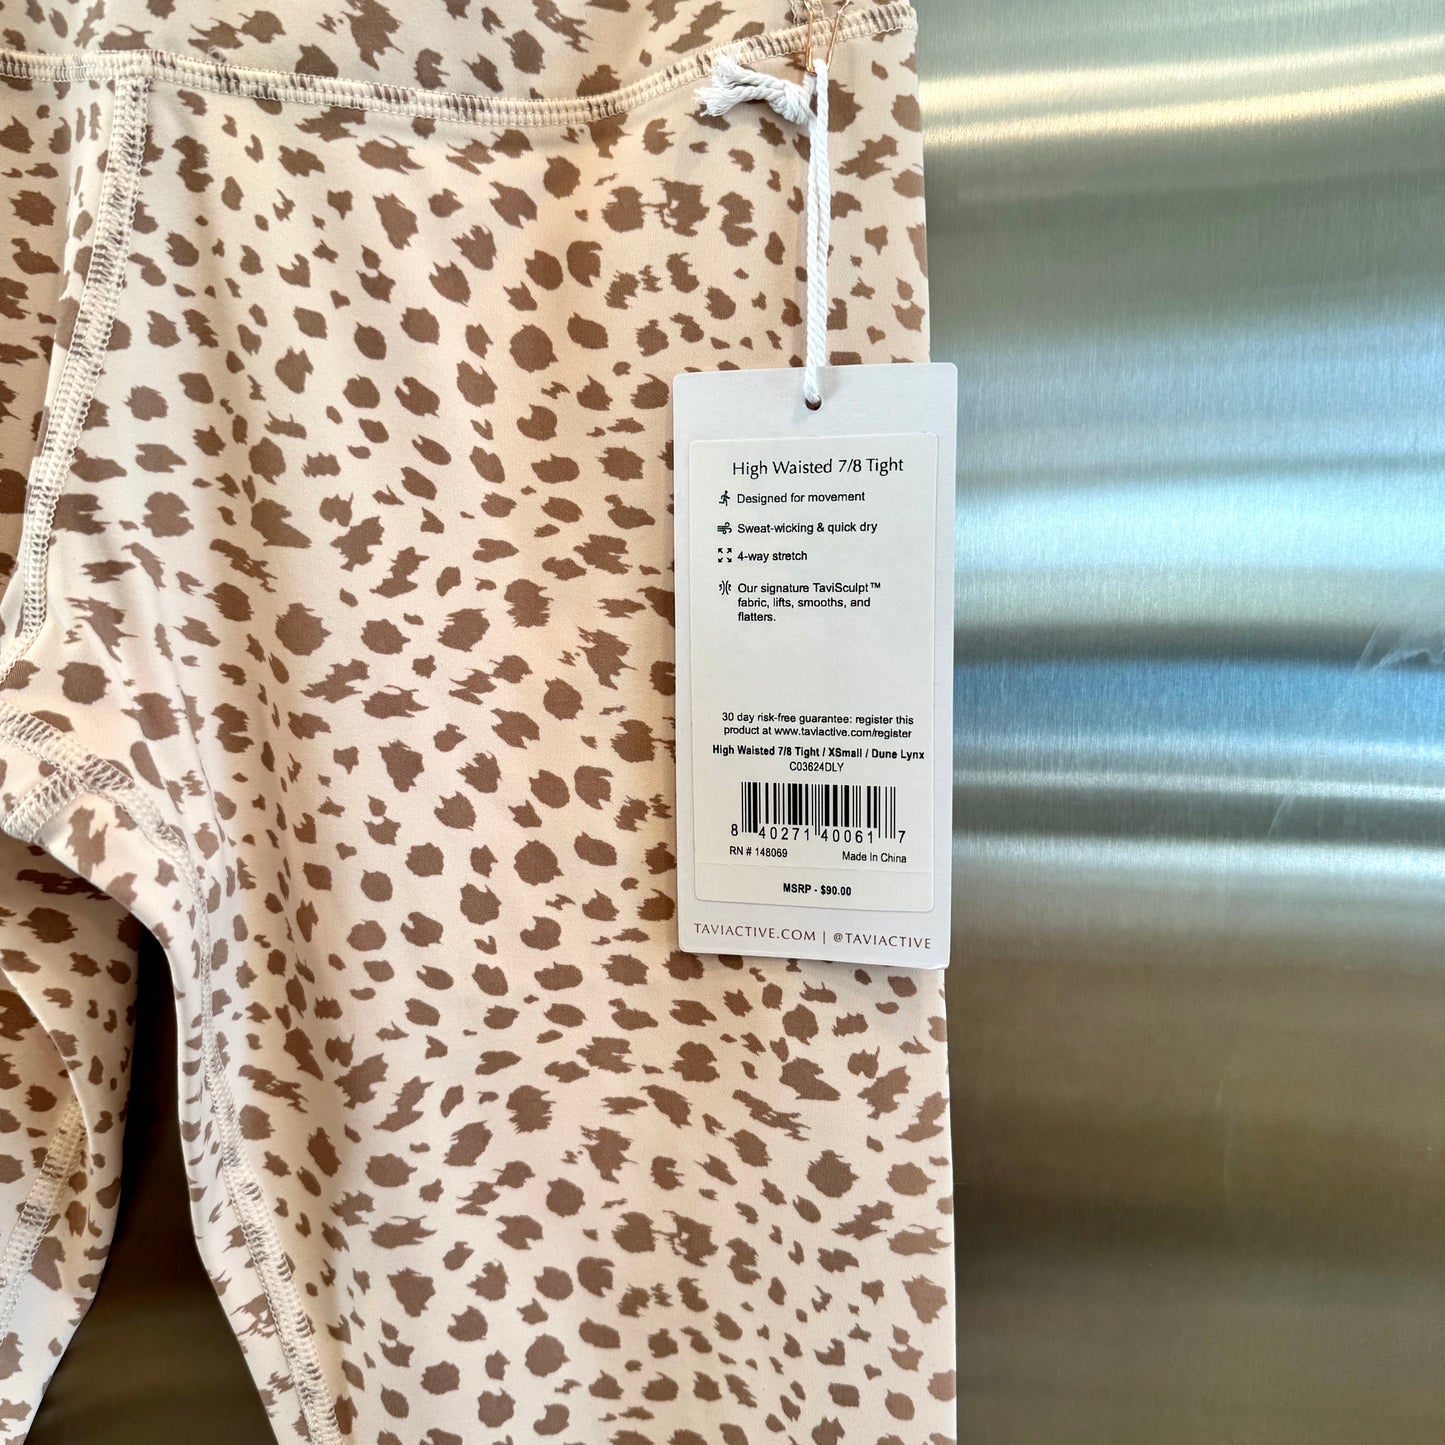 High Waisted 7/8 Tight
Designed for movement
Sweat-wicking & quick dry
4-way stretch
Our signature TaviSculpt™
fabric, lifts, smooths, and
flatters.
30 day risk-free guarantee: register this
product at www.taviactive.com/register
High Waisted 7/8 Tight / XSmall / Dune Lynx
C03624DLY
8 40271 40061 7
RN # 148069 Made In China
MSRP - $90.00
TAVIACTIVE.COM | @TAVIACTIVE